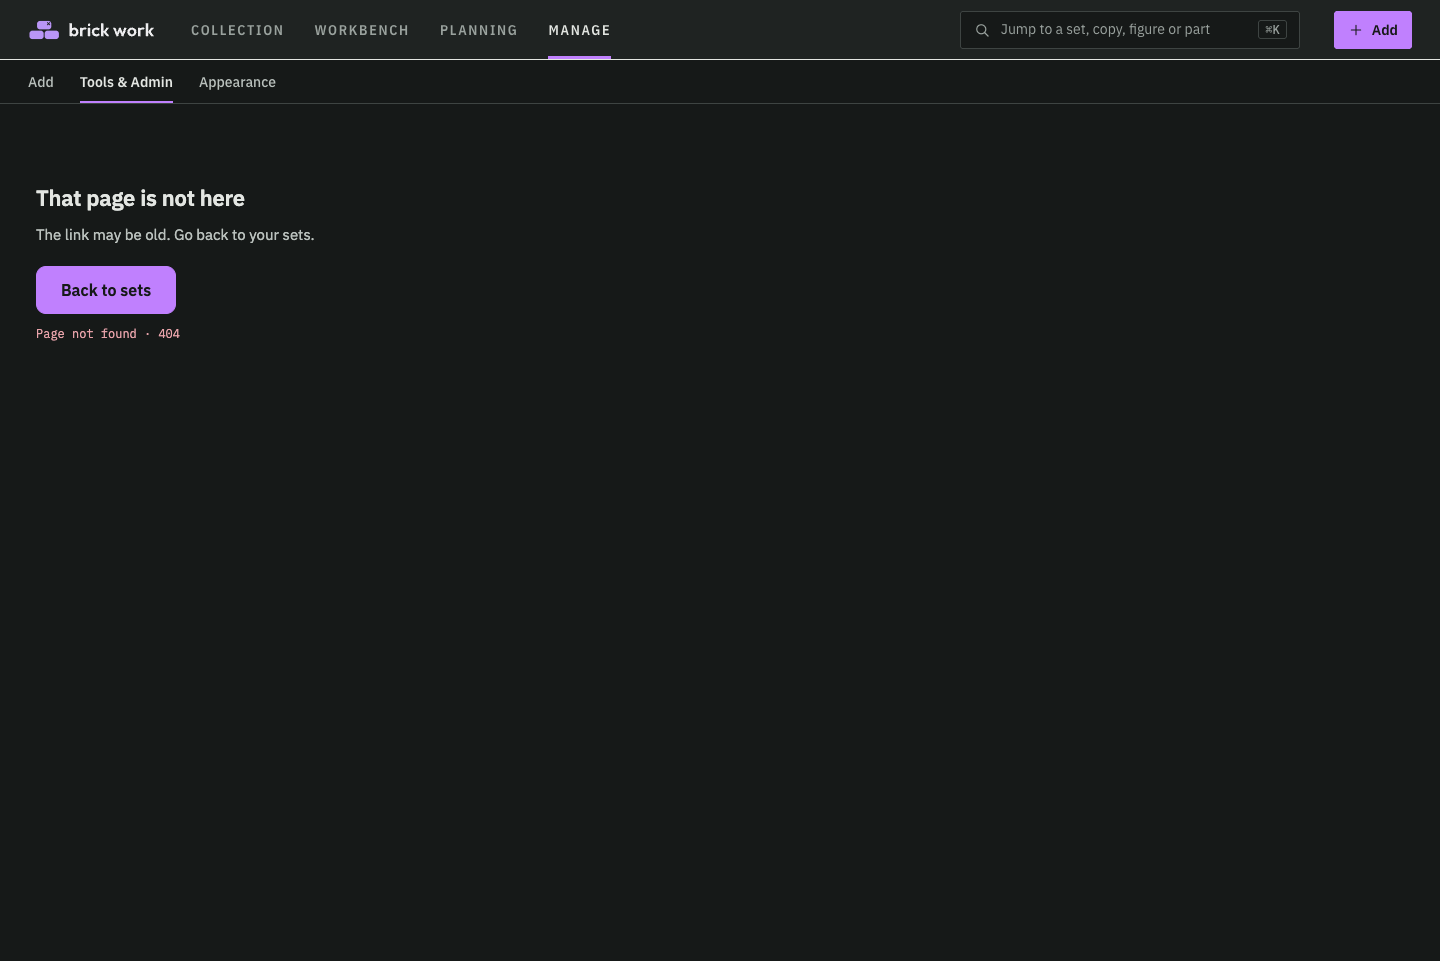 brick work
COLLECTION
WORKBENCH
PLANNING
MANAGE
Jump to a set, copy, figure or part
⌘K
+ Add
Add
Tools & Admin
Appearance
That page is not here
The link may be old. Go back to your sets.
Back to sets
Page not found · 404